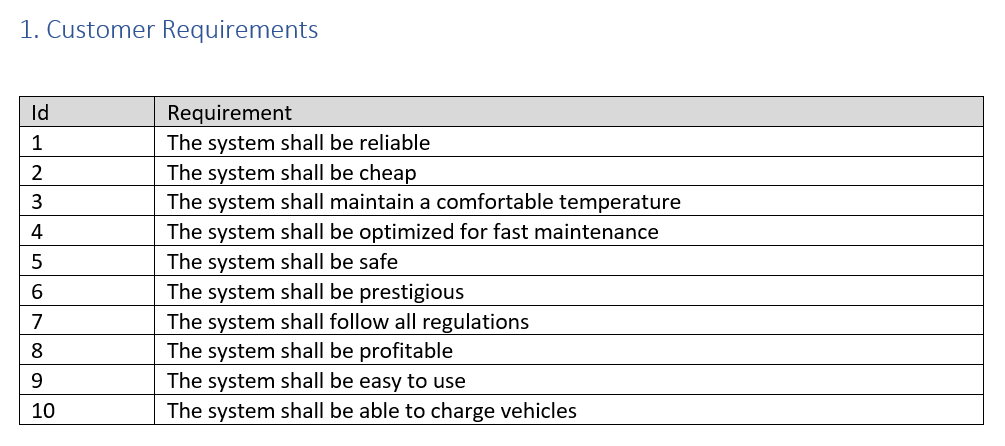 1. Customer Requirements
Id Requirement
1 The system shall be reliable
2 The system shall be cheap
3 The system shall maintain a comfortable temperature
4 The system shall be optimized for fast maintenance
5 The system shall be safe
6 The system shall be prestigious
7 The system shall follow all regulations
8 The system shall be profitable
9 The system shall be easy to use
10 The system shall be able to charge vehicles